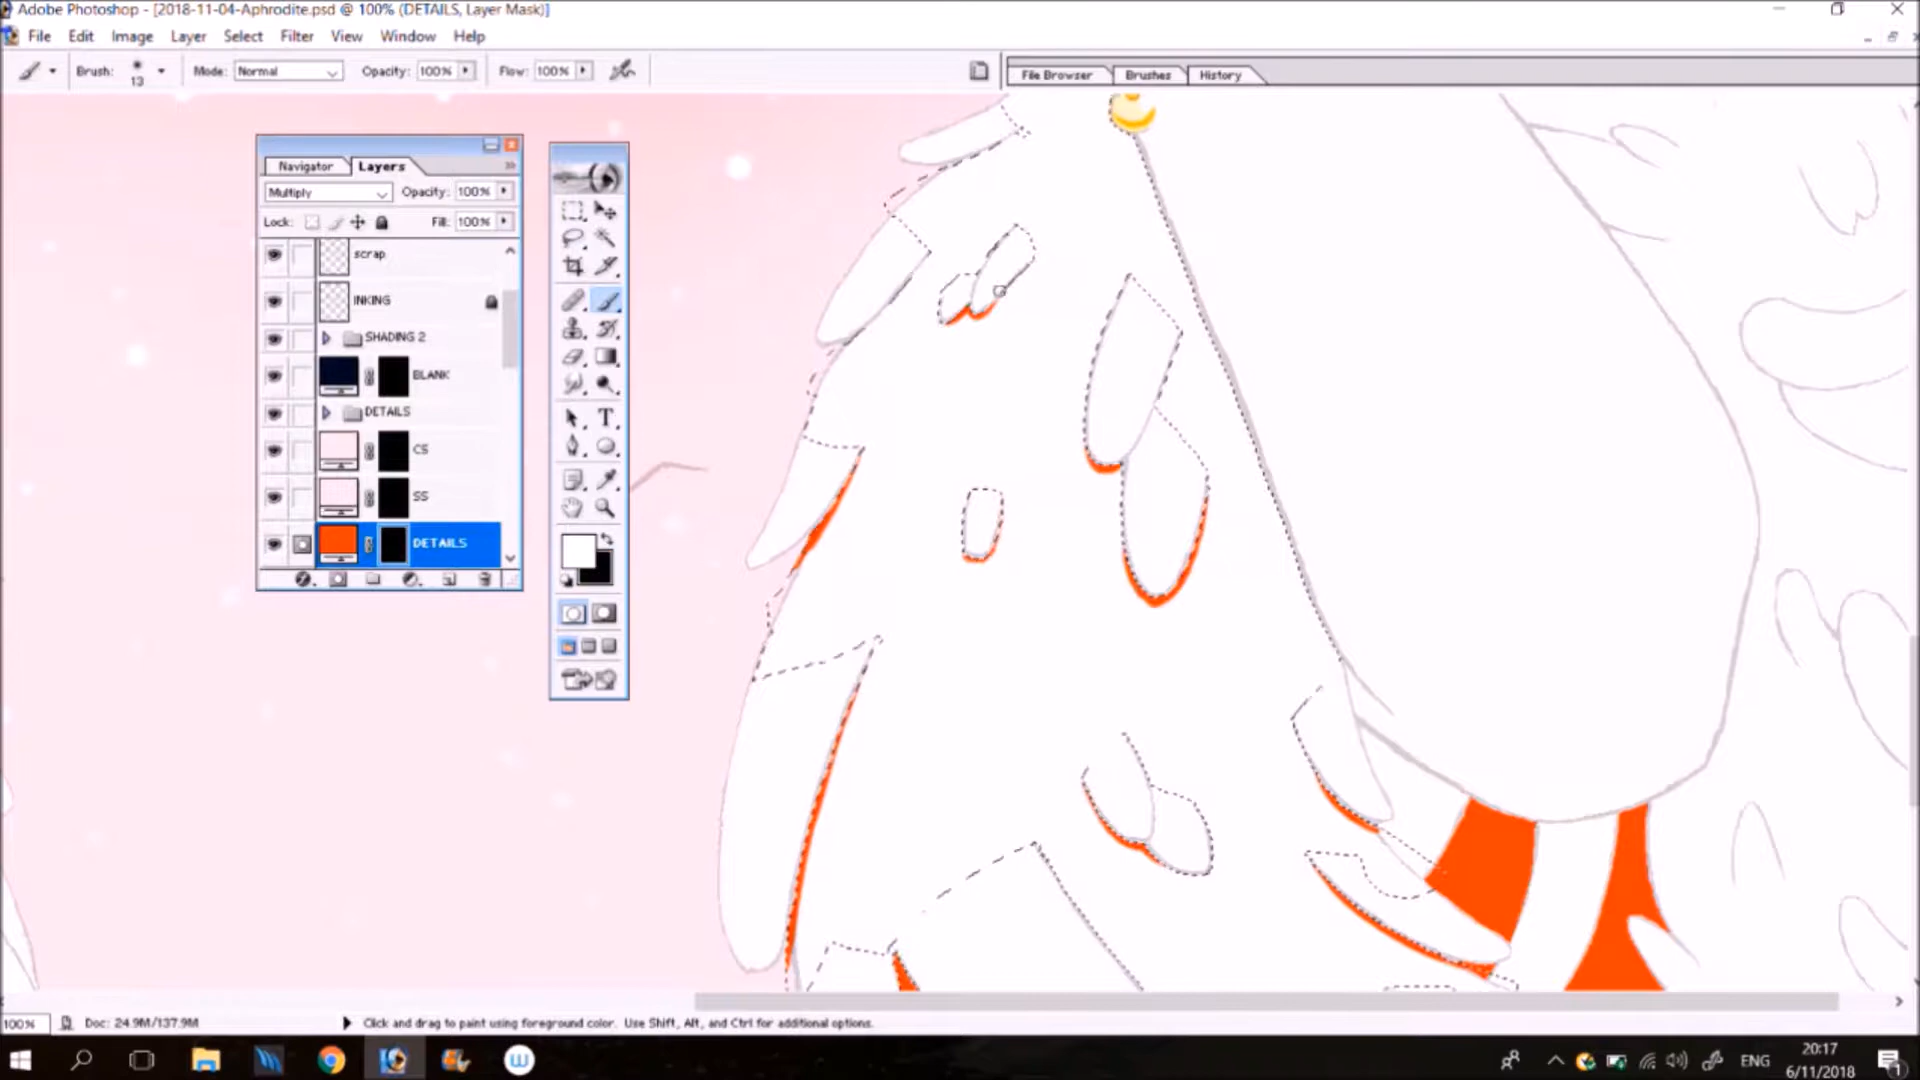 Adobe Photoshop - [2018-11-04-Aphrodite.psd @ 100% (DETAILS, Layer Mask)]
File Edit Image Layer Select Filter View Window Help
Brush: 13 Mode: Normal Opacity: 100% Flow: 100%
File Browser Brushes History
Navigator Layers
Multiply Opacity: 100%
Lock: Fill: 100%
scrap
INKING
SHADING 2
BLANK
DETAILS
CS
SS
DETAILS
100% Doc: 24.9M/137.9M Click and drag to paint using foreground color. Use Shift, Alt, and Ctrl for additional options.
ENG
20:17
6/11/2018
1